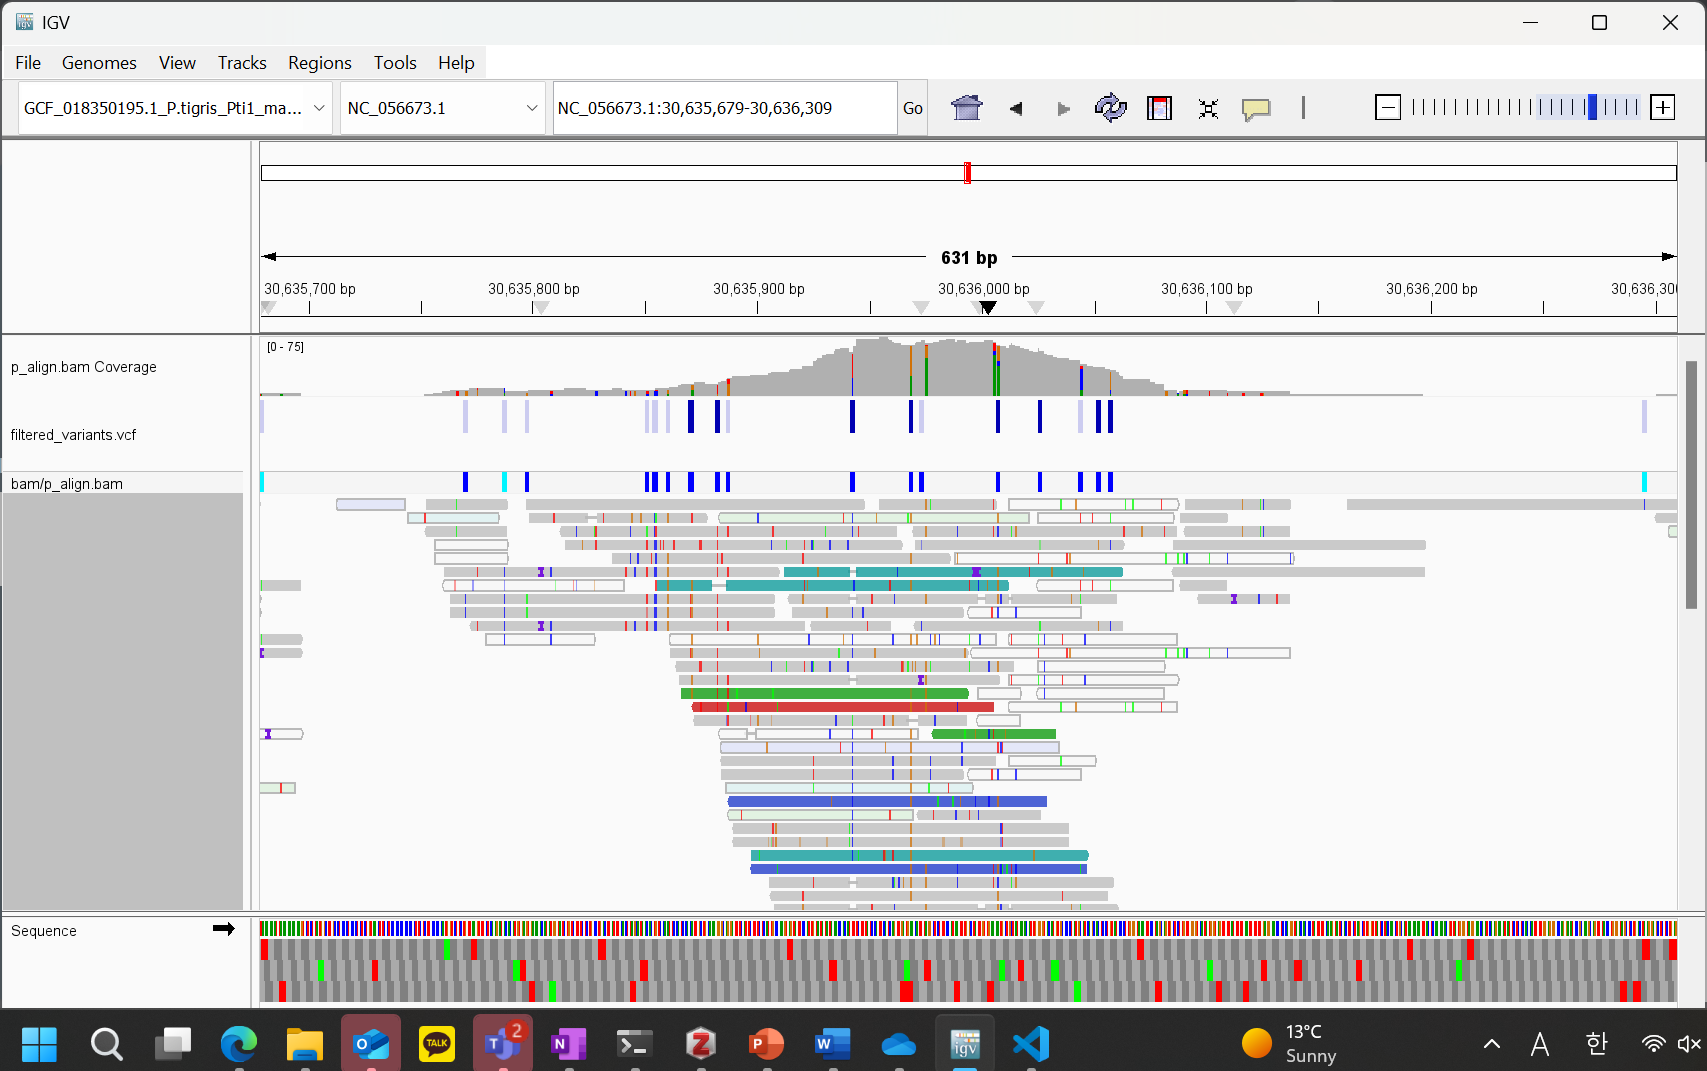 IGV
File Genomes View Tracks Regions Tools Help
GCF_018350195.1_P.tigris_Pti1_ma... NC_056673.1 NC_056673.1:30,635,679-30,636,309 Go
631 bp
30,635,700 bp 30,635,800 bp 30,635,900 bp 30,636,000 bp 30,636,100 bp 30,636,200 bp 30,636,300
[0 - 75]
p_align.bam Coverage
filtered_variants.vcf
bam/p_align.bam
Sequence
TALK
2
igv
13°C
Sunny
A 한